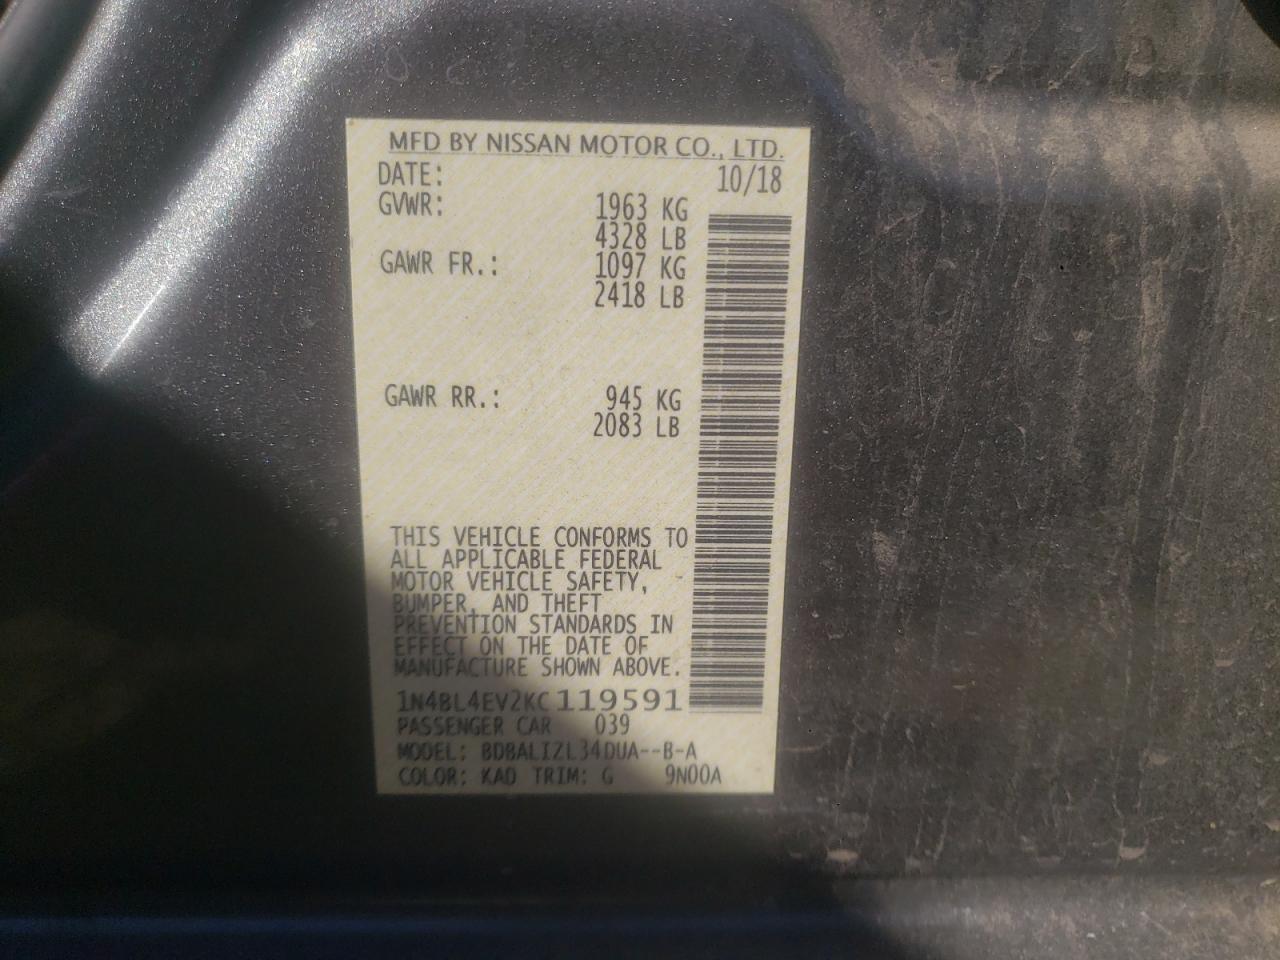 MFD BY NISSAN MOTOR CO., LTD.
DATE: 10/18
GVWR: 1963 KG
4328 LB
GAWR FR.: 1097 KG
2418 LB
GAWR RR.: 945 KG
2083 LB
THIS VEHICLE CONFORMS TO
ALL APPLICABLE FEDERAL
MOTOR VEHICLE SAFETY,
BUMPER, AND THEFT
PREVENTION STANDARDS IN
EFFECT ON THE DATE OF
MANUFACTURE SHOWN ABOVE.
1N4BL4EV2KC119591
PASSENGER CAR 039
MODEL: BDBALIZL34DUA--B-A
COLOR: KAD TRIM: G 9N00A